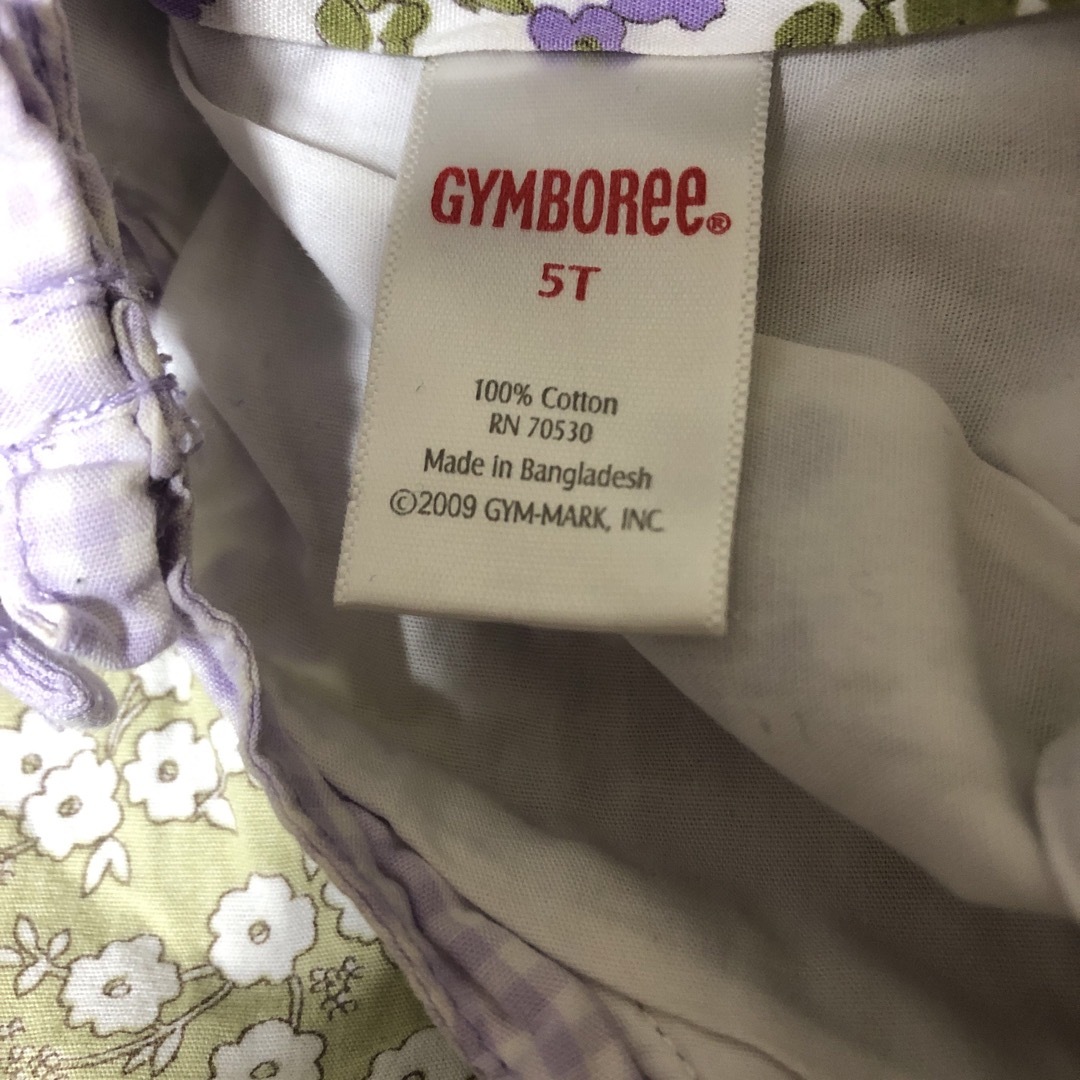 GYMBOREE®
5T
100% Cotton
RN 70530
Made in Bangladesh
©2009 GYM-MARK, INC